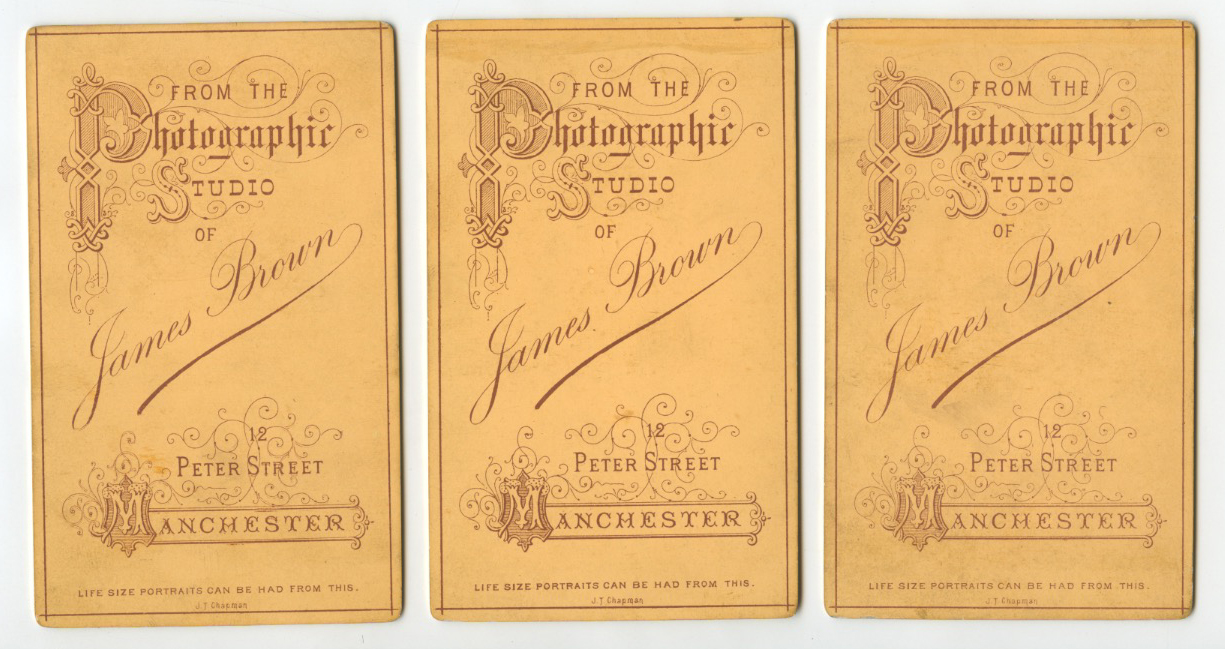 FROM THE
Photographic
STUDIO
OF
James Brown
12
PETER STREET
MANCHESTER
LIFE SIZE PORTRAITS CAN BE HAD FROM THIS.
J.T Chapman
FROM THE
Photographic
STUDIO
OF
James Brown
12
PETER STREET
MANCHESTER
LIFE SIZE PORTRAITS CAN BE HAD FROM THIS.
J.T Chapman
FROM THE
Photographic
STUDIO
OF
James Brown
12
PETER STREET
MANCHESTER
LIFE SIZE PORTRAITS CAN BE HAD FROM THIS.
J.T Chapman